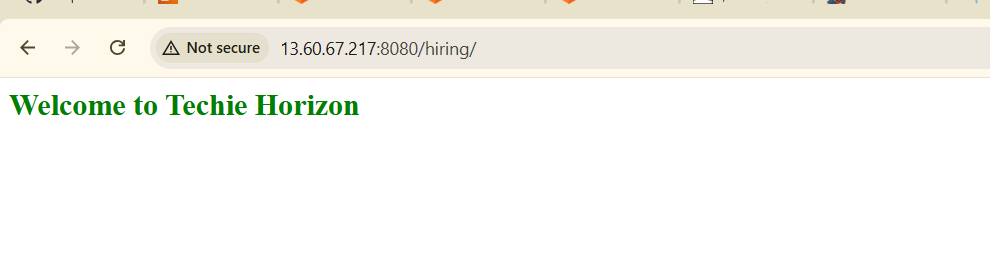 Not secure 13.60.67.217:8080/hiring/
Welcome to Techie Horizon